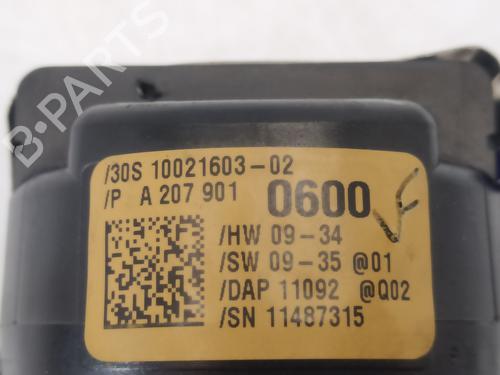 B-PARTS
/30S 10021603-02
/P A 207 901 0600
/HW 09-34
/SW 09-35 @01
/DAP 11092 @Q02
/SN 11487315